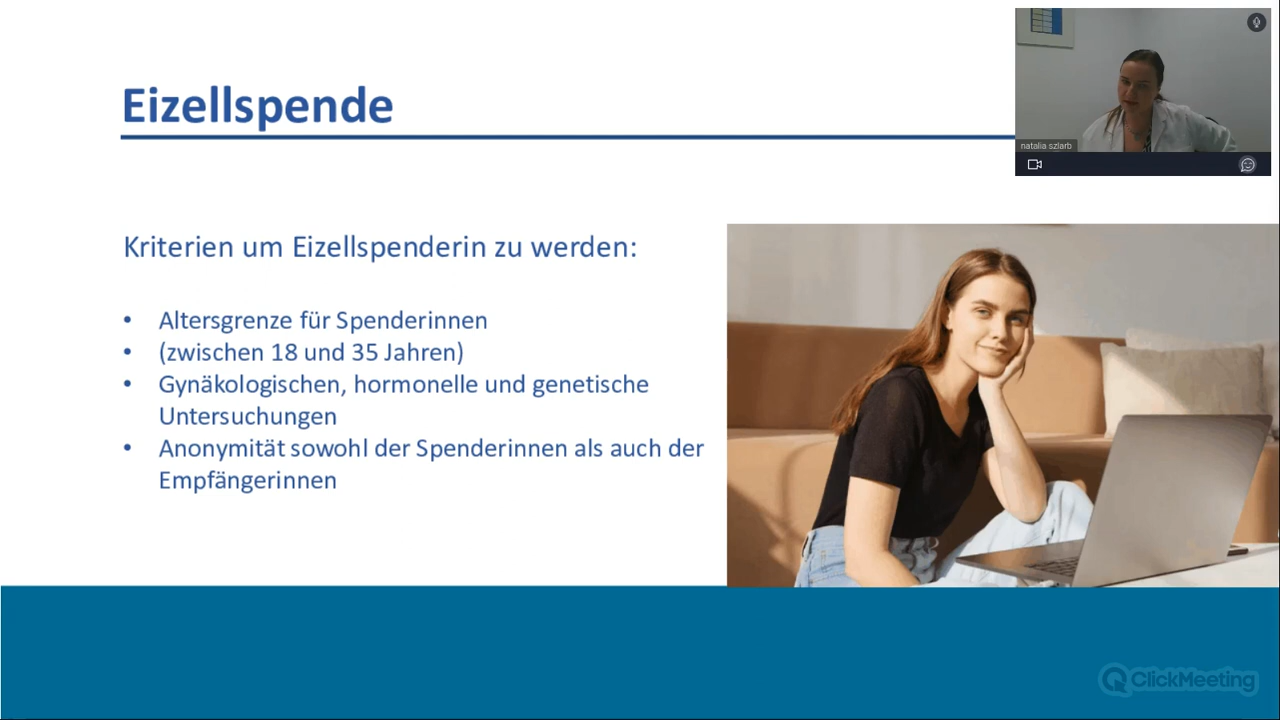 Eizellspende
natalia szlarb
Kriterien um Eizellspenderin zu werden:
• Altersgrenze für Spenderinnen
• (zwischen 18 und 35 Jahren)
• Gynäkologischen, hormonelle und genetische
Untersuchungen
• Anonymität sowohl der Spenderinnen als auch der
Empfängerinnen
ClickMeeting